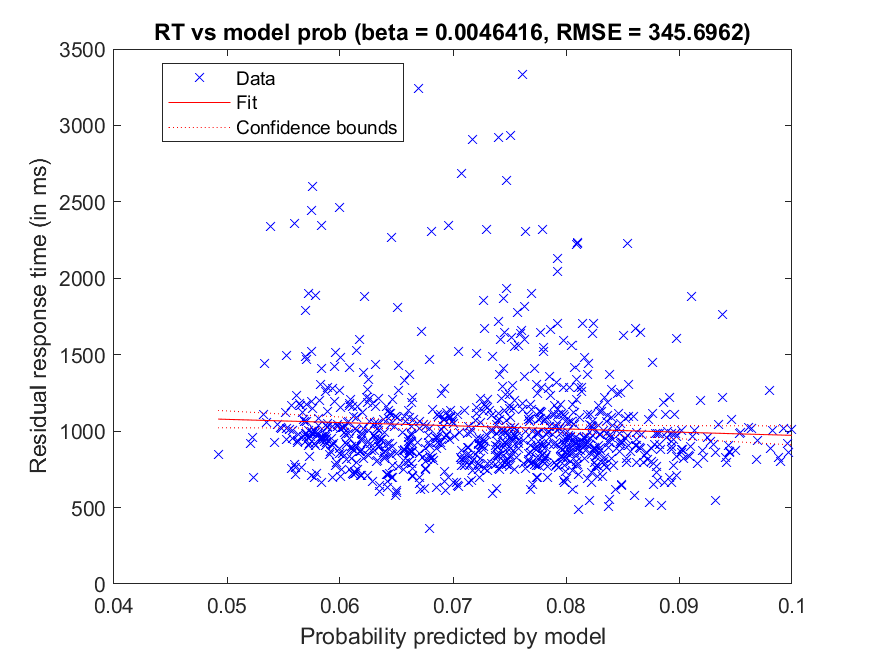 RT vs model prob (beta = 0.0046416, RMSE = 345.6962)
3500
3000
2500
2000
1500
1000
500
0
Residual response time (in ms)
Data
Fit
Confidence bounds
0.04 0.05 0.06 0.07 0.08 0.09 0.1
Probability predicted by model